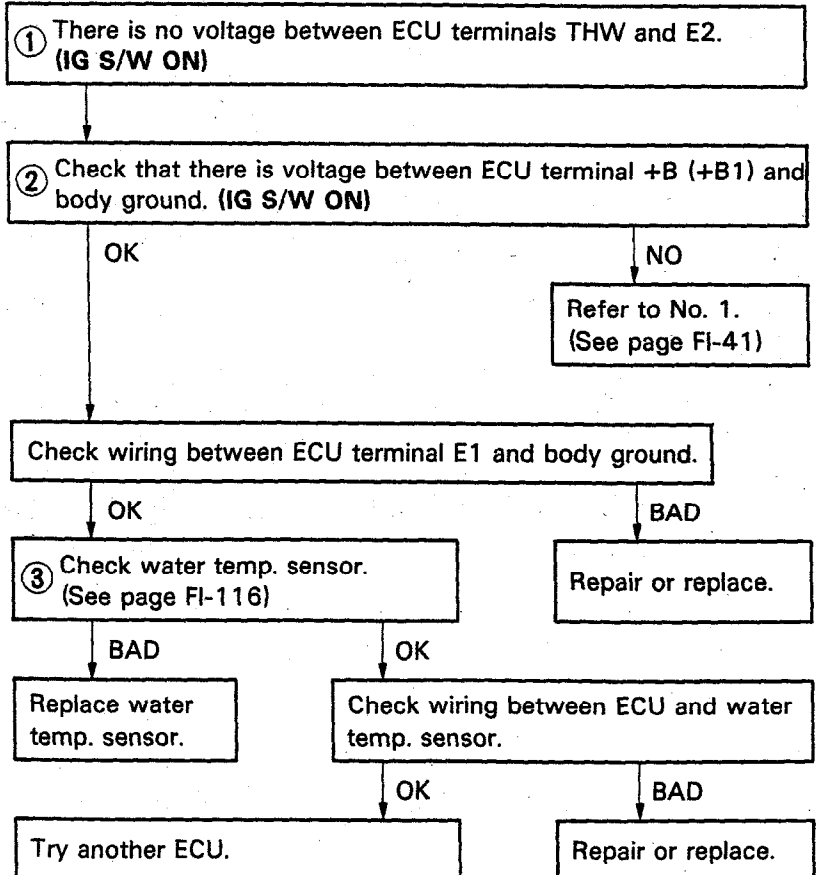 ① There is no voltage between ECU terminals THW and E2.
(IG S/W ON)
② Check that there is voltage between ECU terminal +B (+B1) and
body ground. (IG S/W ON)
OK
NO
Refer to No. 1.
(See page FI-41)
Check wiring between ECU terminal E1 and body ground.
OK
BAD
③ Check water temp. sensor.
(See page FI-116)
Repair or replace.
BAD
OK
Replace water
temp. sensor.
Check wiring between ECU and water
temp. sensor.
OK
BAD
Try another ECU.
Repair or replace.